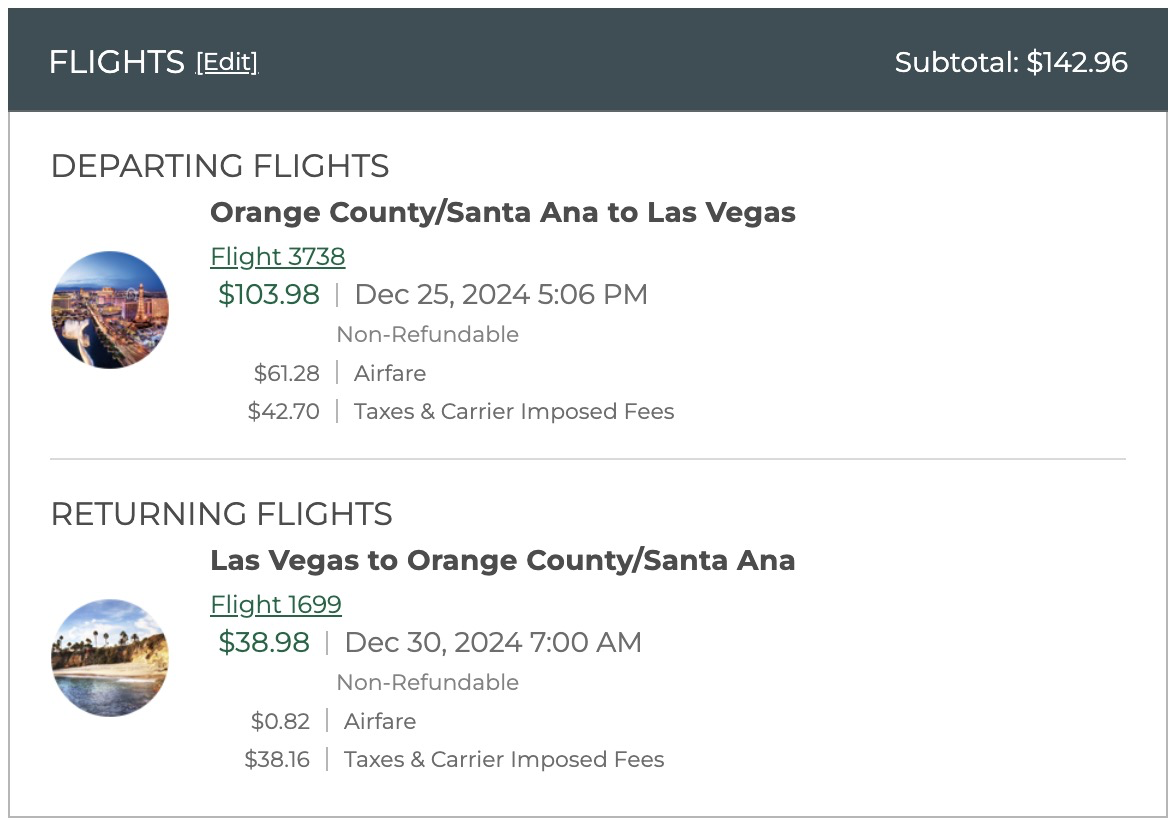 FLIGHTS [Edit] Subtotal: $142.96
DEPARTING FLIGHTS
Orange County/Santa Ana to Las Vegas
Flight 3738
$103.98 | Dec 25, 2024 5:06 PM
Non-Refundable
$61.28 | Airfare
$42.70 | Taxes & Carrier Imposed Fees
RETURNING FLIGHTS
Las Vegas to Orange County/Santa Ana
Flight 1699
$38.98 | Dec 30, 2024 7:00 AM
Non-Refundable
$0.82 | Airfare
$38.16 | Taxes & Carrier Imposed Fees